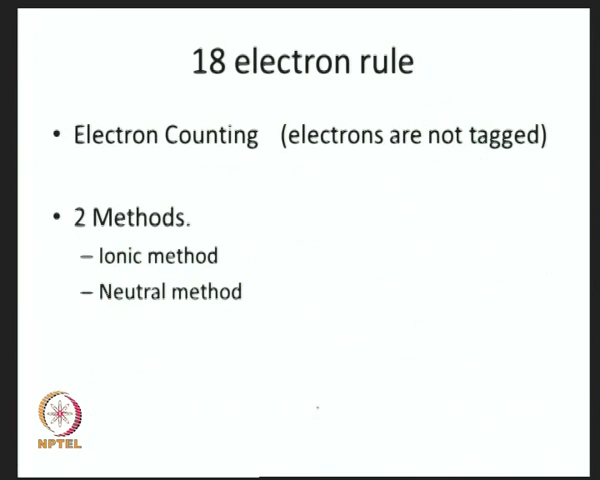 18 electron rule
• Electron Counting (electrons are not tagged)
• 2 Methods.
– Ionic method
– Neutral method
NPTEL